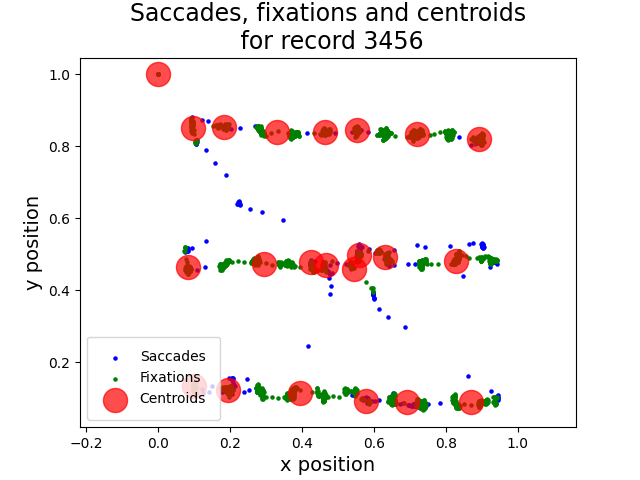 Saccades, fixations and centroids
for record 3456
1.0
0.8
0.6
0.4
0.2
y position
Saccades
Fixations
Centroids
−0.2
0.0
0.2
0.4
0.6
0.8
1.0
x position